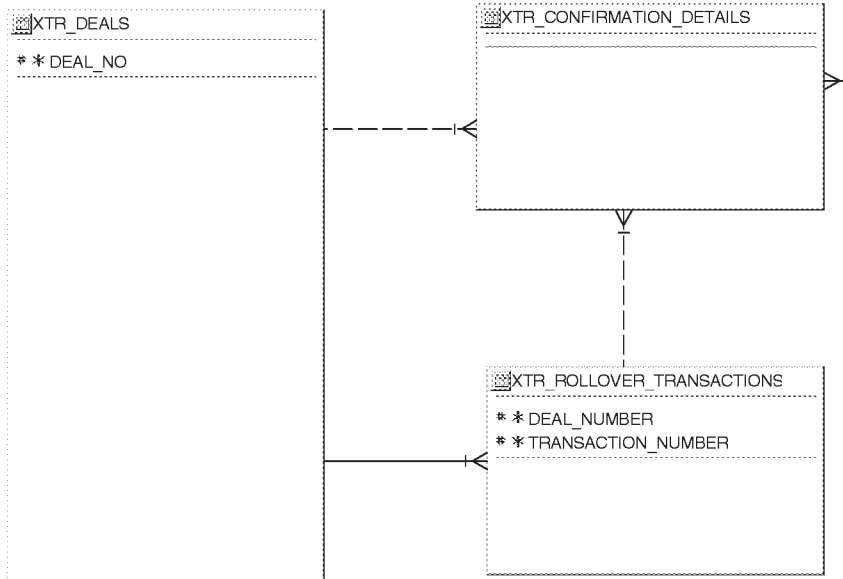 XTR_DEALS
# * DEAL_NO
XTR_CONFIRMATION_DETAILS
XTR_ROLLOVER_TRANSACTIONS
# * DEAL_NUMBER
# * TRANSACTION_NUMBER